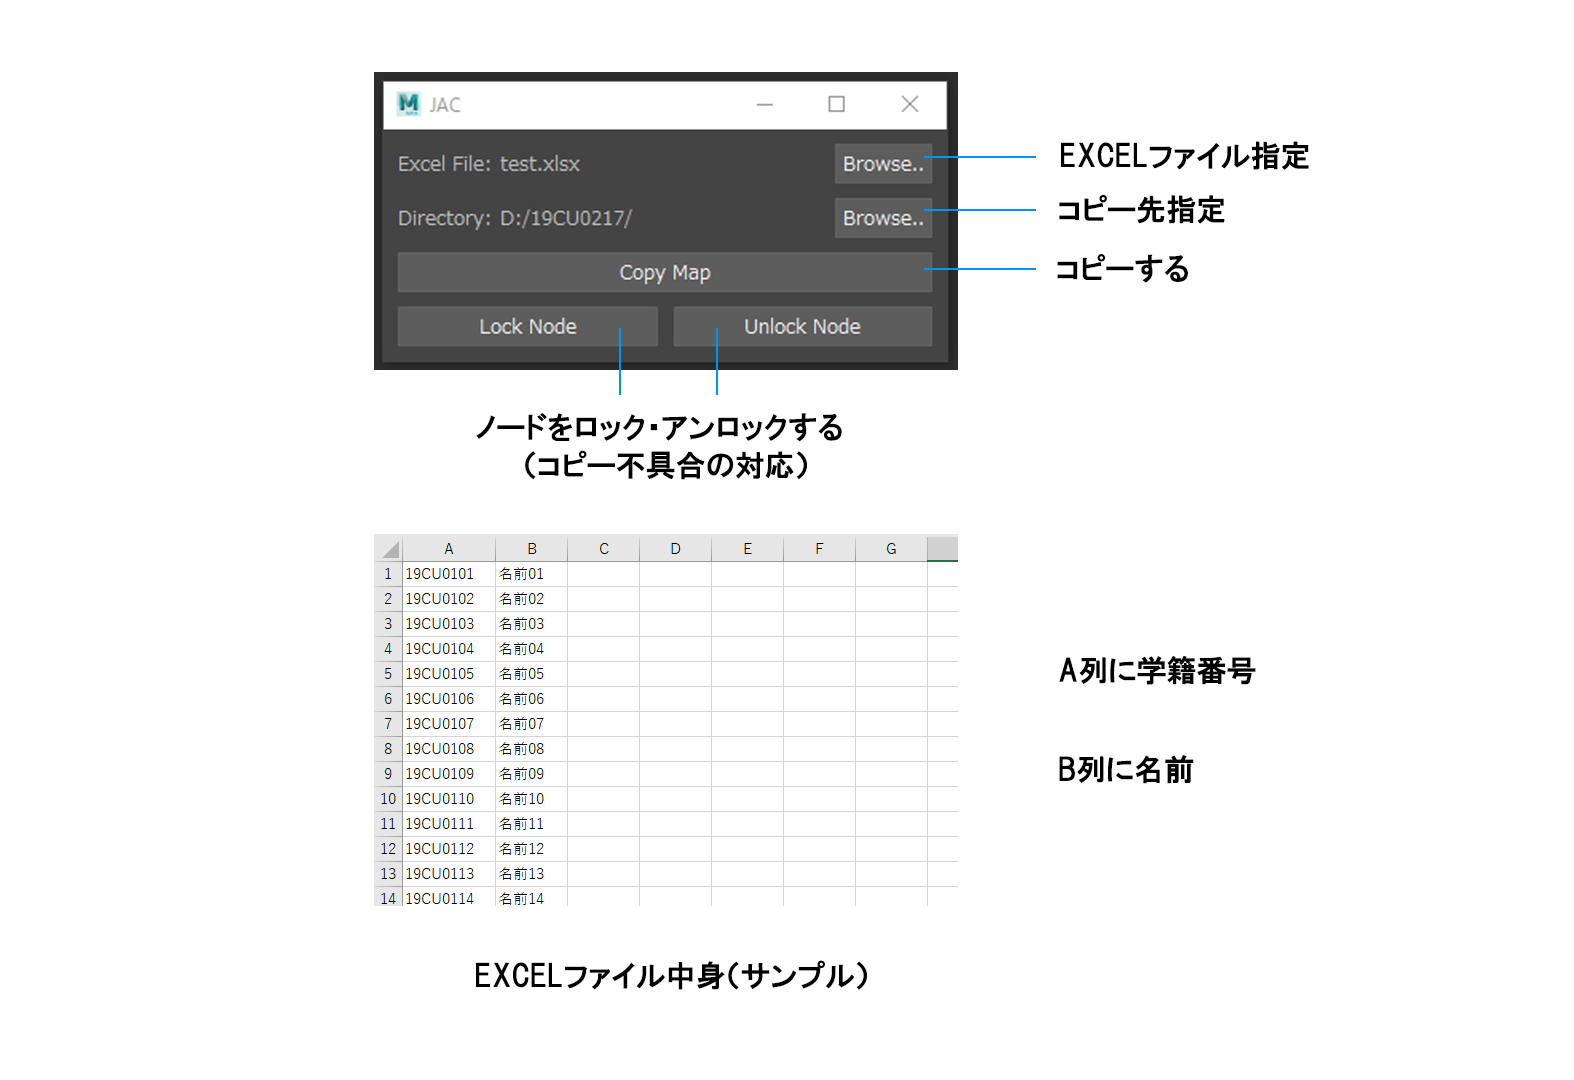 JAC
Excel File: test.xlsx Browse.. EXCELファイル指定
Directory: D:/19CU0217/ Browse.. コピー先指定
Copy Map コピーする
Lock Node Unlock Node
ノードをロック・アンロックする
（コピー不具合の対応）
A B C D E F G
1 19CU0101 名前01
2 19CU0102 名前02
3 19CU0103 名前03
4 19CU0104 名前04
5 19CU0105 名前05
6 19CU0106 名前06
7 19CU0107 名前07
8 19CU0108 名前08
9 19CU0109 名前09
10 19CU0110 名前10
11 19CU0111 名前11
12 19CU0112 名前12
13 19CU0113 名前13
14 19CU0114 名前14
A列に学籍番号
B列に名前
EXCELファイル中身（サンプル）